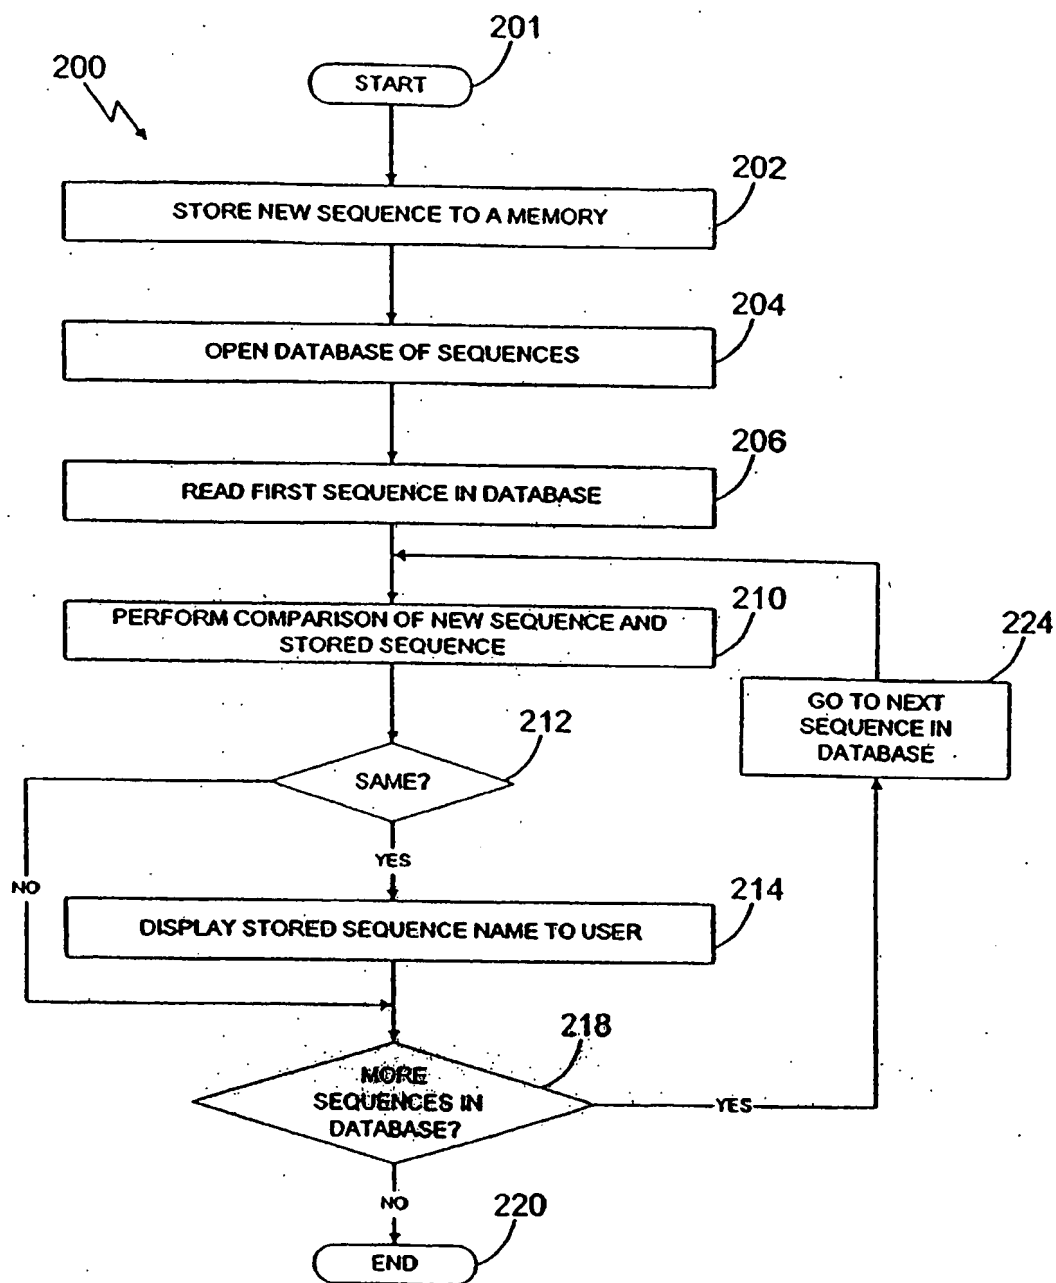 201
200
START
202
STORE NEW SEQUENCE TO A MEMORY
204
OPEN DATABASE OF SEQUENCES
206
READ FIRST SEQUENCE IN DATABASE
210
PERFORM COMPARISON OF NEW SEQUENCE AND
STORED SEQUENCE
224
GO TO NEXT
SEQUENCE IN
DATABASE
212
SAME?
YES
NO
214
DISPLAY STORED SEQUENCE NAME TO USER
218
MORE
SEQUENCES IN
DATABASE?
YES
NO
220
END